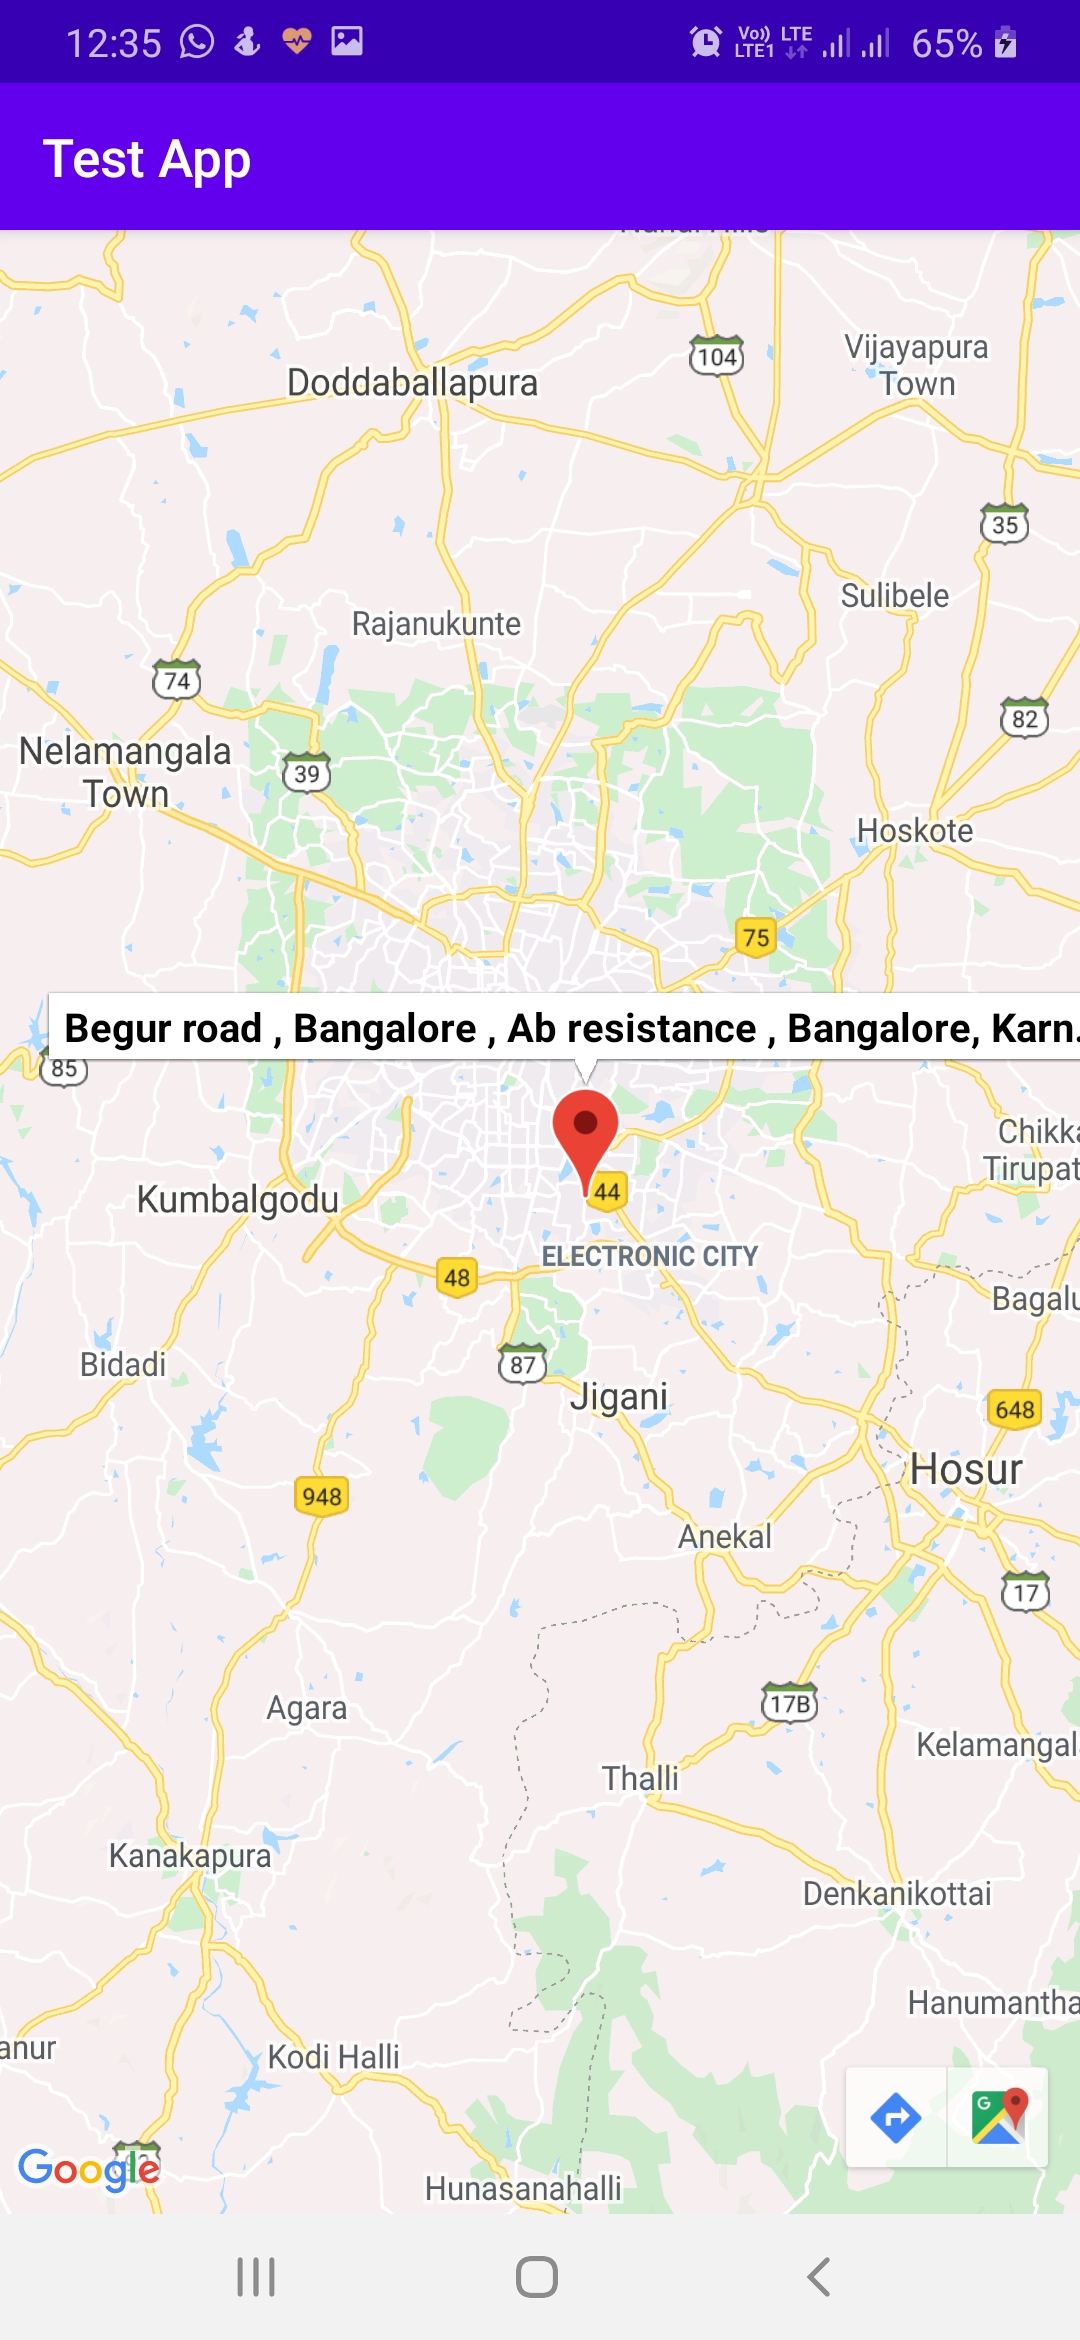 12:35
Vo)) LTE
LTE1
65%
Test App
104
Vijayapura
Town
Doddaballapura
35
Sulibele
Rajanukunte
74
82
Nelamangala
Town
39
Hoskote
75
Begur road , Bangalore , Ab resistance , Bangalore, Karn.
85
Chikka
Tirupat
44
Kumbalgodu
ELECTRONIC CITY
48
Bagalu
Bidadi
87
Jigani
648
Hosur
948
Anekal
17
17B
Agara
Kelamangal
Thalli
Kanakapura
Denkanikottai
Hanumantha
anur
Kodi Halli
G
Google
Hunasanahalli